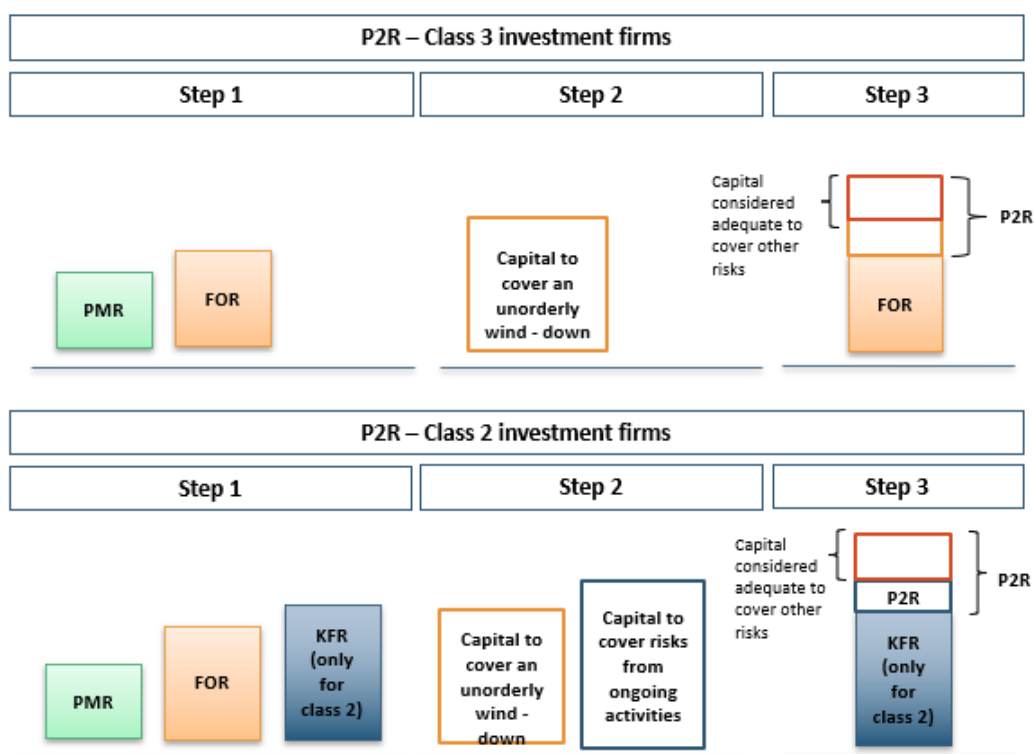 P2R – Class 3 investment firms
Step 1
Step 2
Step 3
PMR
FOR
Capital to
cover an
unorderly
wind - down
Capital
considered
adequate to
cover other
risks
P2R
FOR
P2R – Class 2 investment firms
Step 1
Step 2
Step 3
PMR
FOR
KFR
(only
for
class 2)
Capital to
cover an
unorderly
wind -
down
Capital to
cover risks
from
ongoing
activities
Capital
considered
adequate to
cover other
risks
P2R
P2R
KFR
(only
for
class 2)